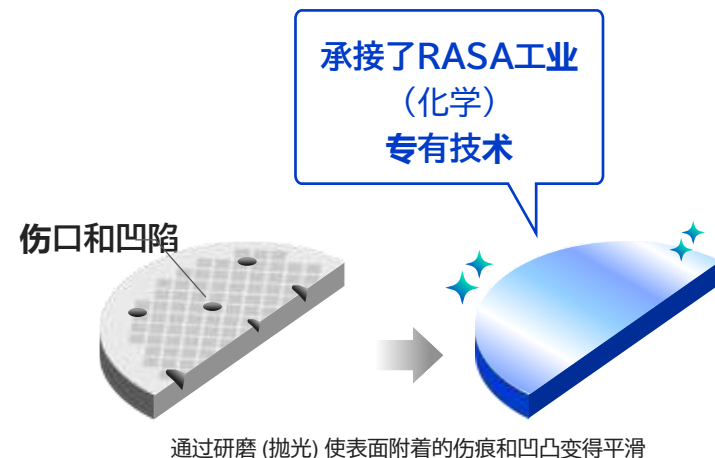 承接了RASA工业
（化学）
专有技术
伤口和凹陷
通过研磨 (抛光) 使表面附着的伤痕和凹凸变得平滑